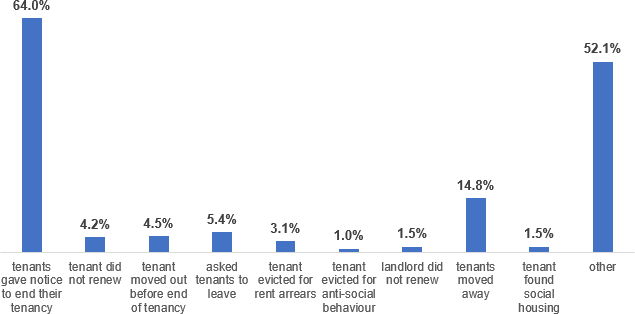 64.0%
4.2%
4.5%
5.4%
3.1%
1.0%
1.5%
14.8%
1.5%
52.1%
tenants
gave notice
to end their
tenancy
tenant did
not renew
tenant
moved out
before end
of tenancy
asked
tenants to
leave
tenant
evicted for
rent arrears
tenant
evicted for
anti-social
behaviour
landlord did
not renew
tenants
moved
away
tenant
found
social
housing
other